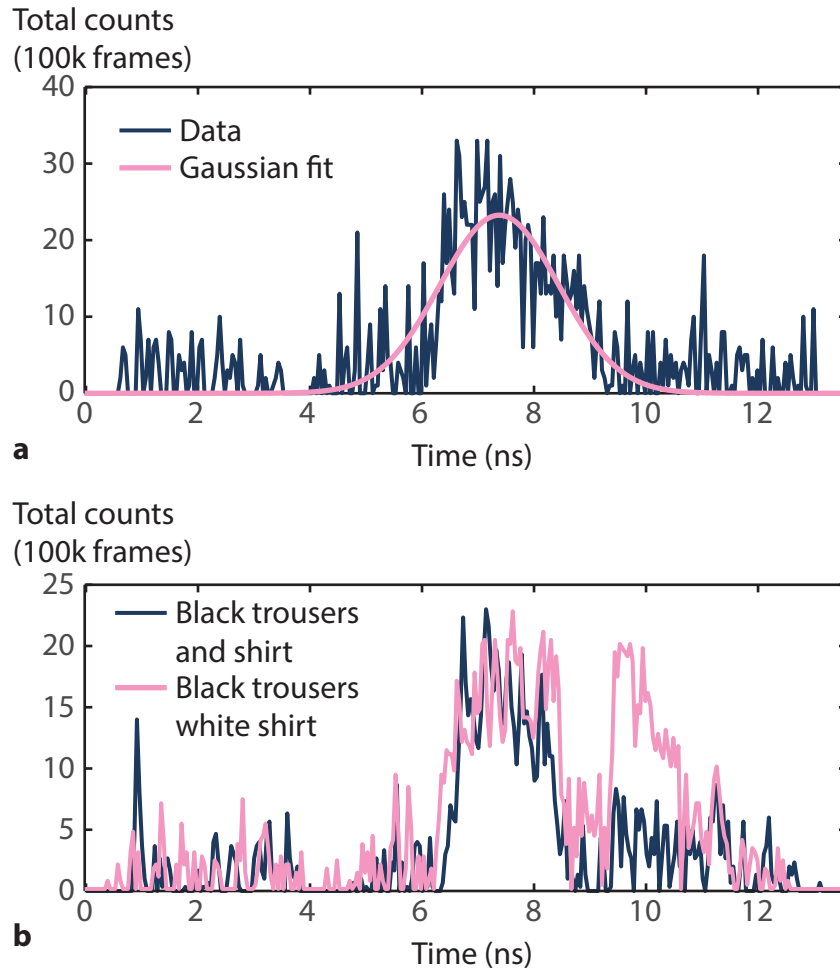 Total counts
(100k frames)
40
30
20
10
0
Data
Gaussian fit
0 2 4 6 8 10 12
a
Time (ns)
Total counts
(100k frames)
25
20
15
10
5
0
Black trousers
and shirt
Black trousers
white shirt
0 2 4 6 8 10 12
b
Time (ns)